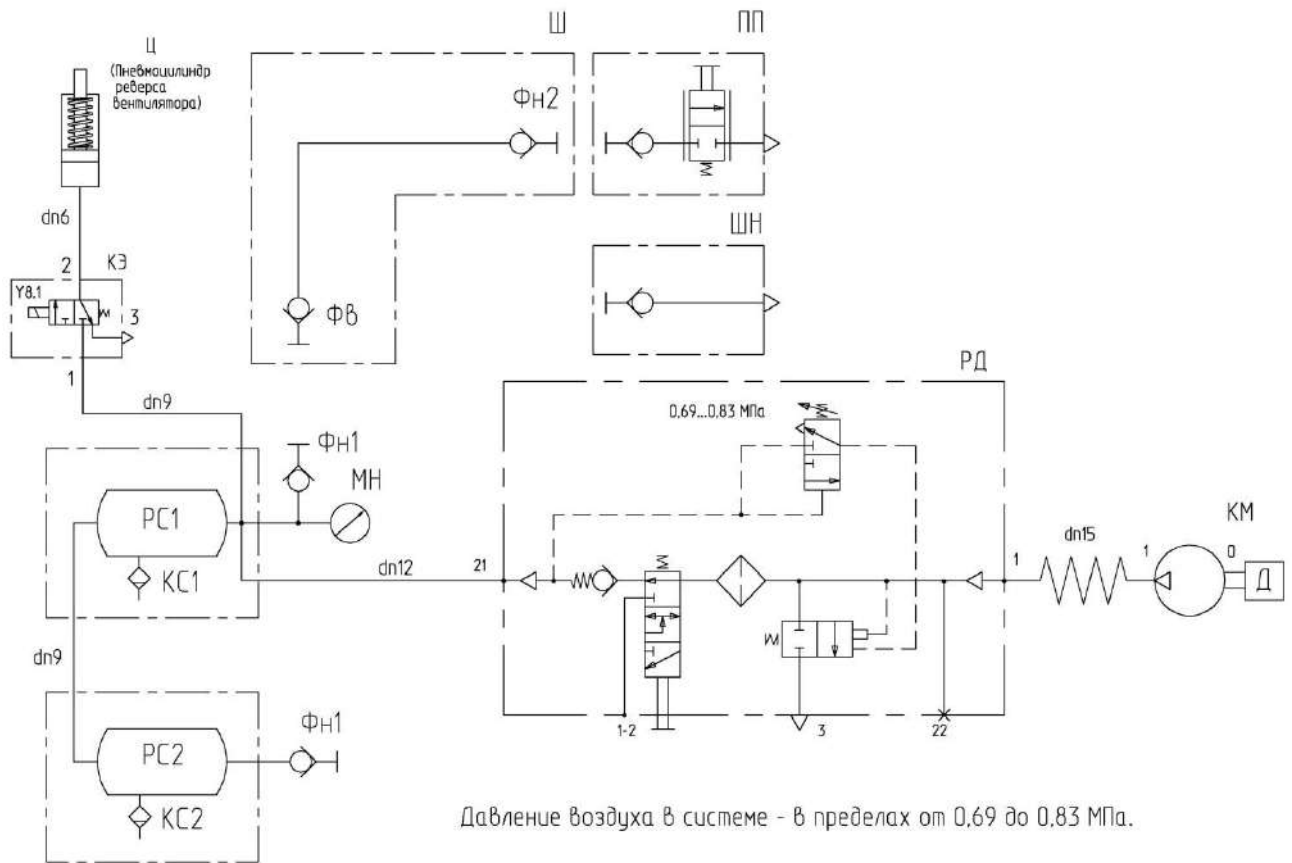 Ц
(Пневмоцилиндр
реверса
вентилятора)
Ш
ПП
Фн2
dn6
2
КЭ
Y8.1
3
1
Фв
ШН
dn9
РД
0,69...0,83 МПа
Фн1
МН
РС1
КС1
dn12
21
1
dn15
1
КМ
0
Д
dn9
1-2
3
22
Фн1
РС2
КС2
Давление воздуха в системе - в пределах от 0,69 до 0,83 МПа.